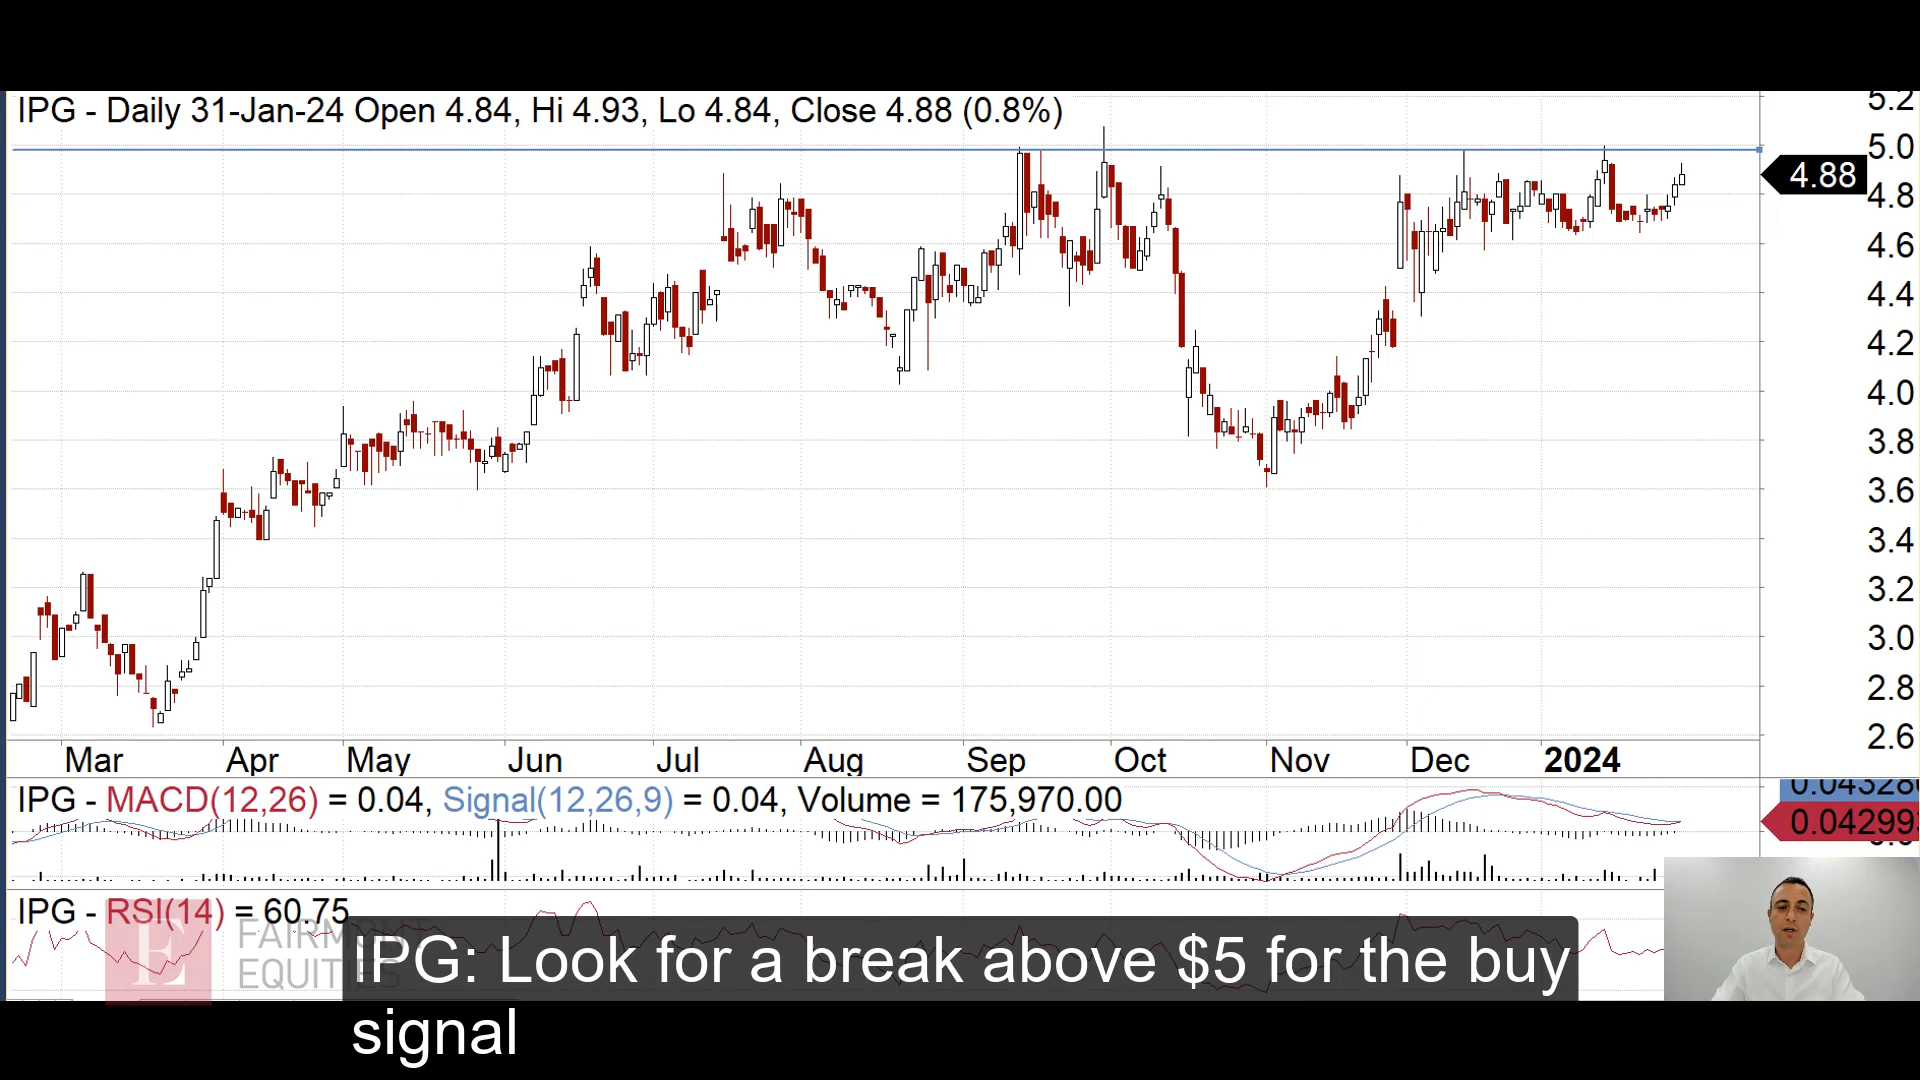 IPG - Daily 31-Jan-24 Open 4.84, Hi 4.93, Lo 4.84, Close 4.88 (0.8%)
5.2
5.0
4.88
4.8
4.6
4.4
4.2
4.0
3.8
3.6
3.4
3.2
3.0
2.8
2.6
Mar Apr May Jun Jul Aug Sep Oct Nov Dec 2024
IPG - MACD(12,26) = 0.04, Signal(12,26,9) = 0.04, Volume = 175,970.00
0.04328
0.04299
IPG - RSI(14) = 60.75
FAIRMONT
EQUITIES
IPG: Look for a break above $5 for the buy
signal